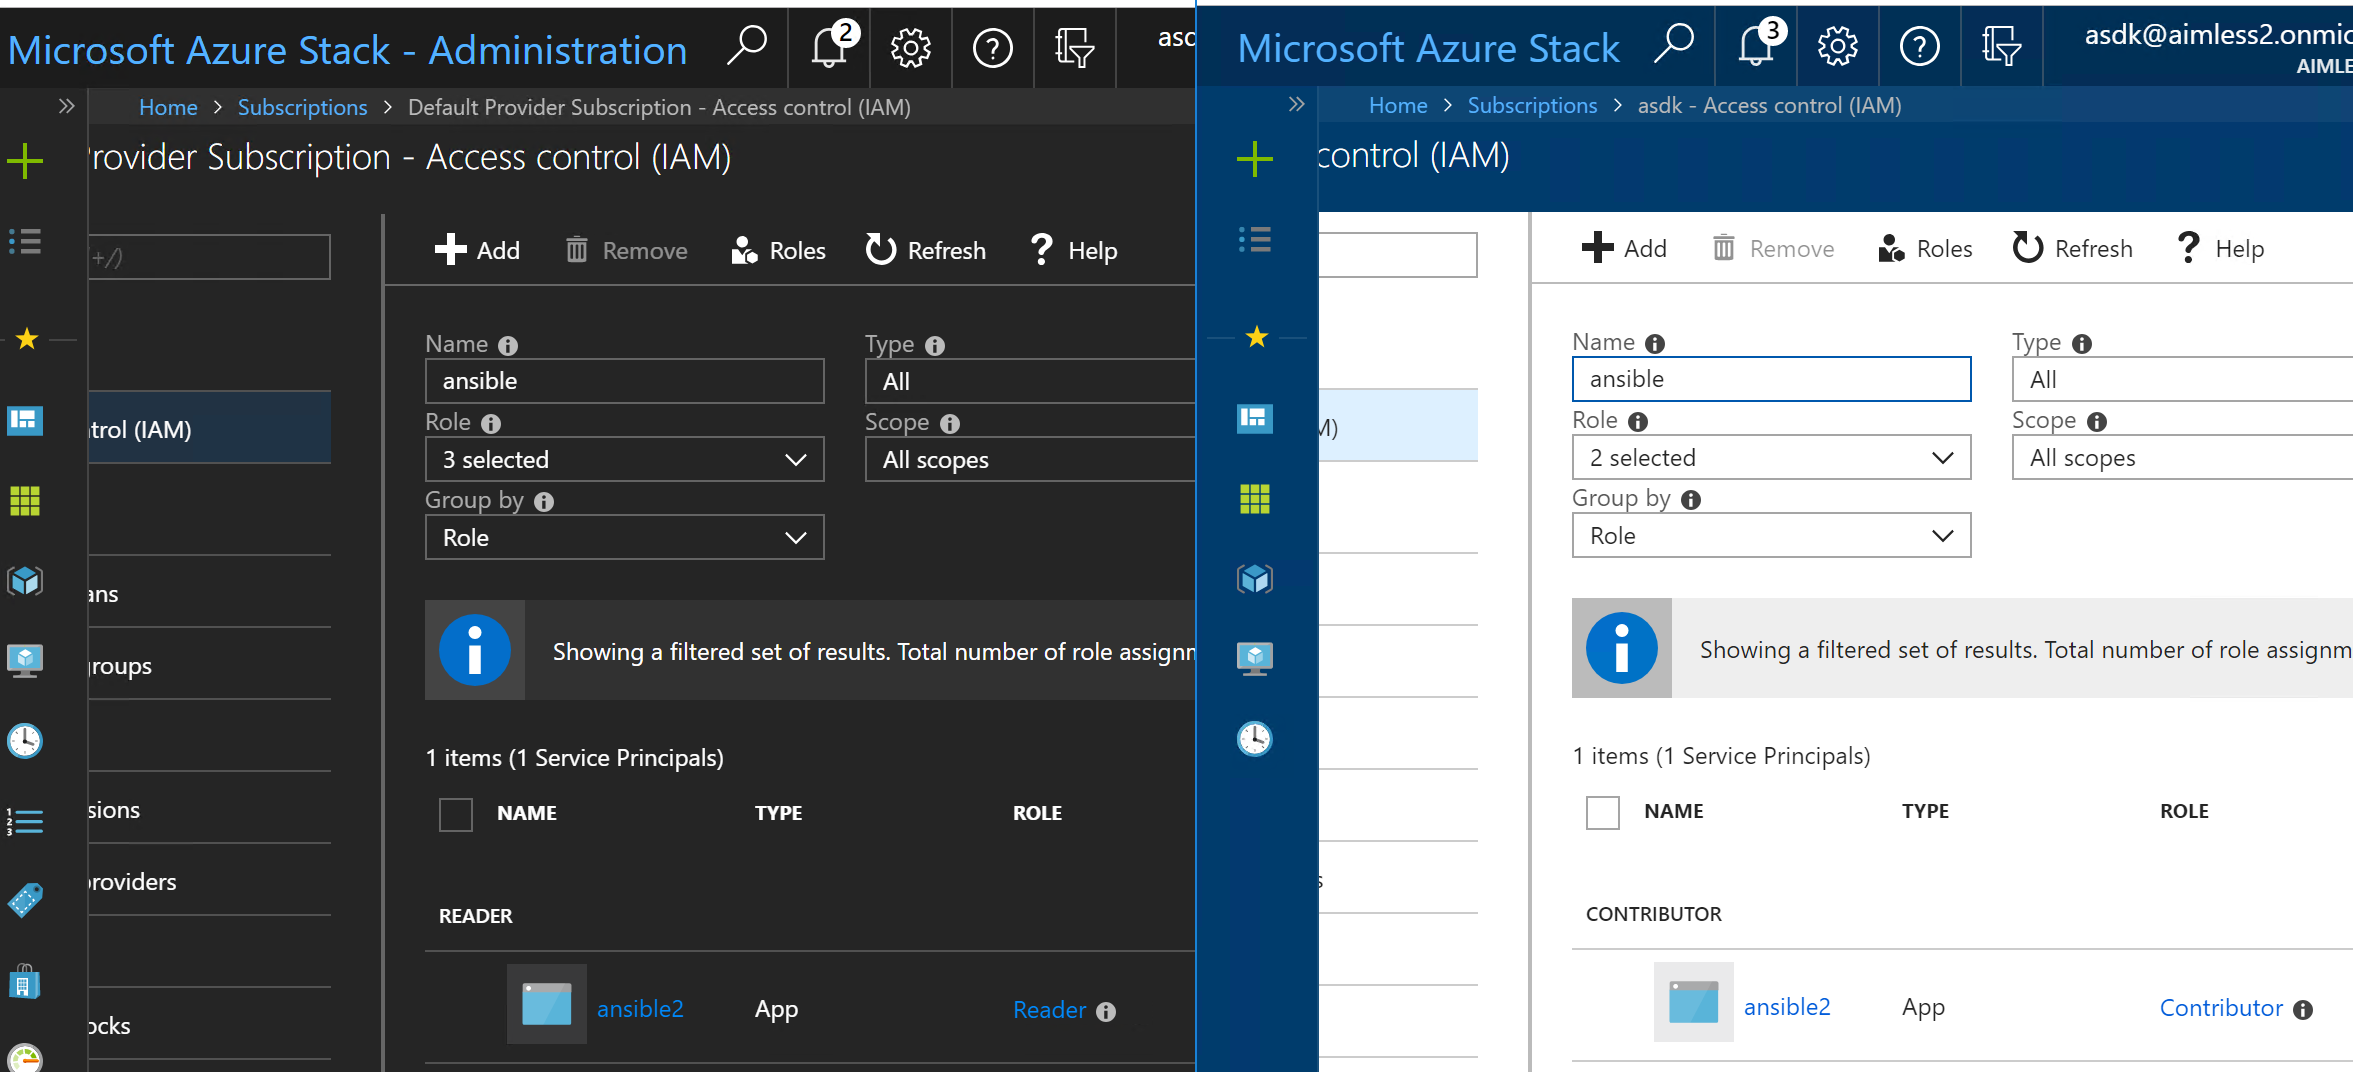 Microsoft Azure Stack - Administration
2
asd
Home > Subscriptions > Default Provider Subscription - Access control (IAM)
rovider Subscription - Access control (IAM)
+/)
Add
Remove
Roles
Refresh
Help
Name
Type
ansible
All
Role
Scope
3 selected
All scopes
Group by
Role
trol (IAM)
ans
groups
sions
roviders
ocks
Showing a filtered set of results. Total number of role assignm
1 items (1 Service Principals)
NAME TYPE ROLE
READER
ansible2 App Reader
Microsoft Azure Stack
3
asdk@aimless2.onmic
AIMLE
Home > Subscriptions > asdk - Access control (IAM)
control (IAM)
Add
Remove
Roles
Refresh
Help
Name
Type
ansible
All
Role
Scope
2 selected
All scopes
Group by
Role
M)
s
Showing a filtered set of results. Total number of role assignm
1 items (1 Service Principals)
NAME TYPE ROLE
CONTRIBUTOR
ansible2 App Contributor